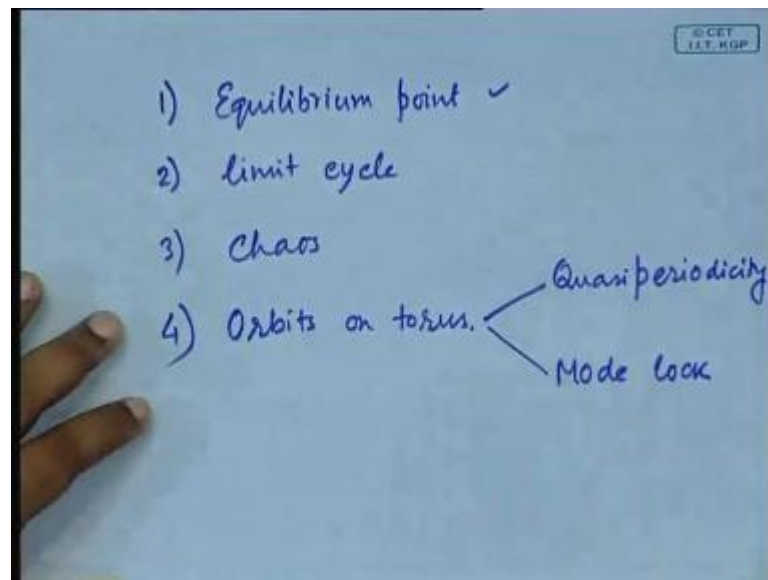 © CET
I.I.T. KGP
1) Equilibrium point ✓
2) limit cycle
3) Chaos
4) Orbits on torus.
Quasiperiodicity
Mode lock